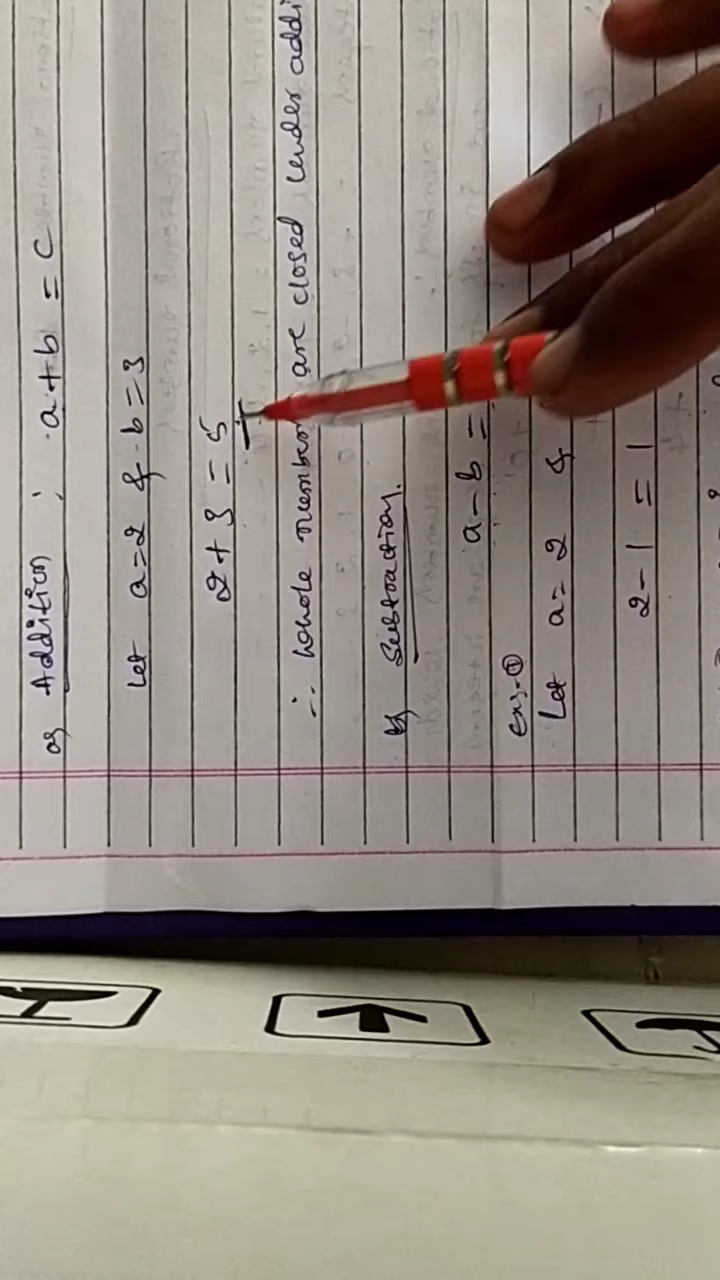 a) Addition : a + b = c
Let a = 2 & b = 3
2 + 3 = 5
∴ Whole numbers are closed under addi
b) Subtraction.
a - b =
ex:-①
Let a = 2 &
2 - 1 = 1